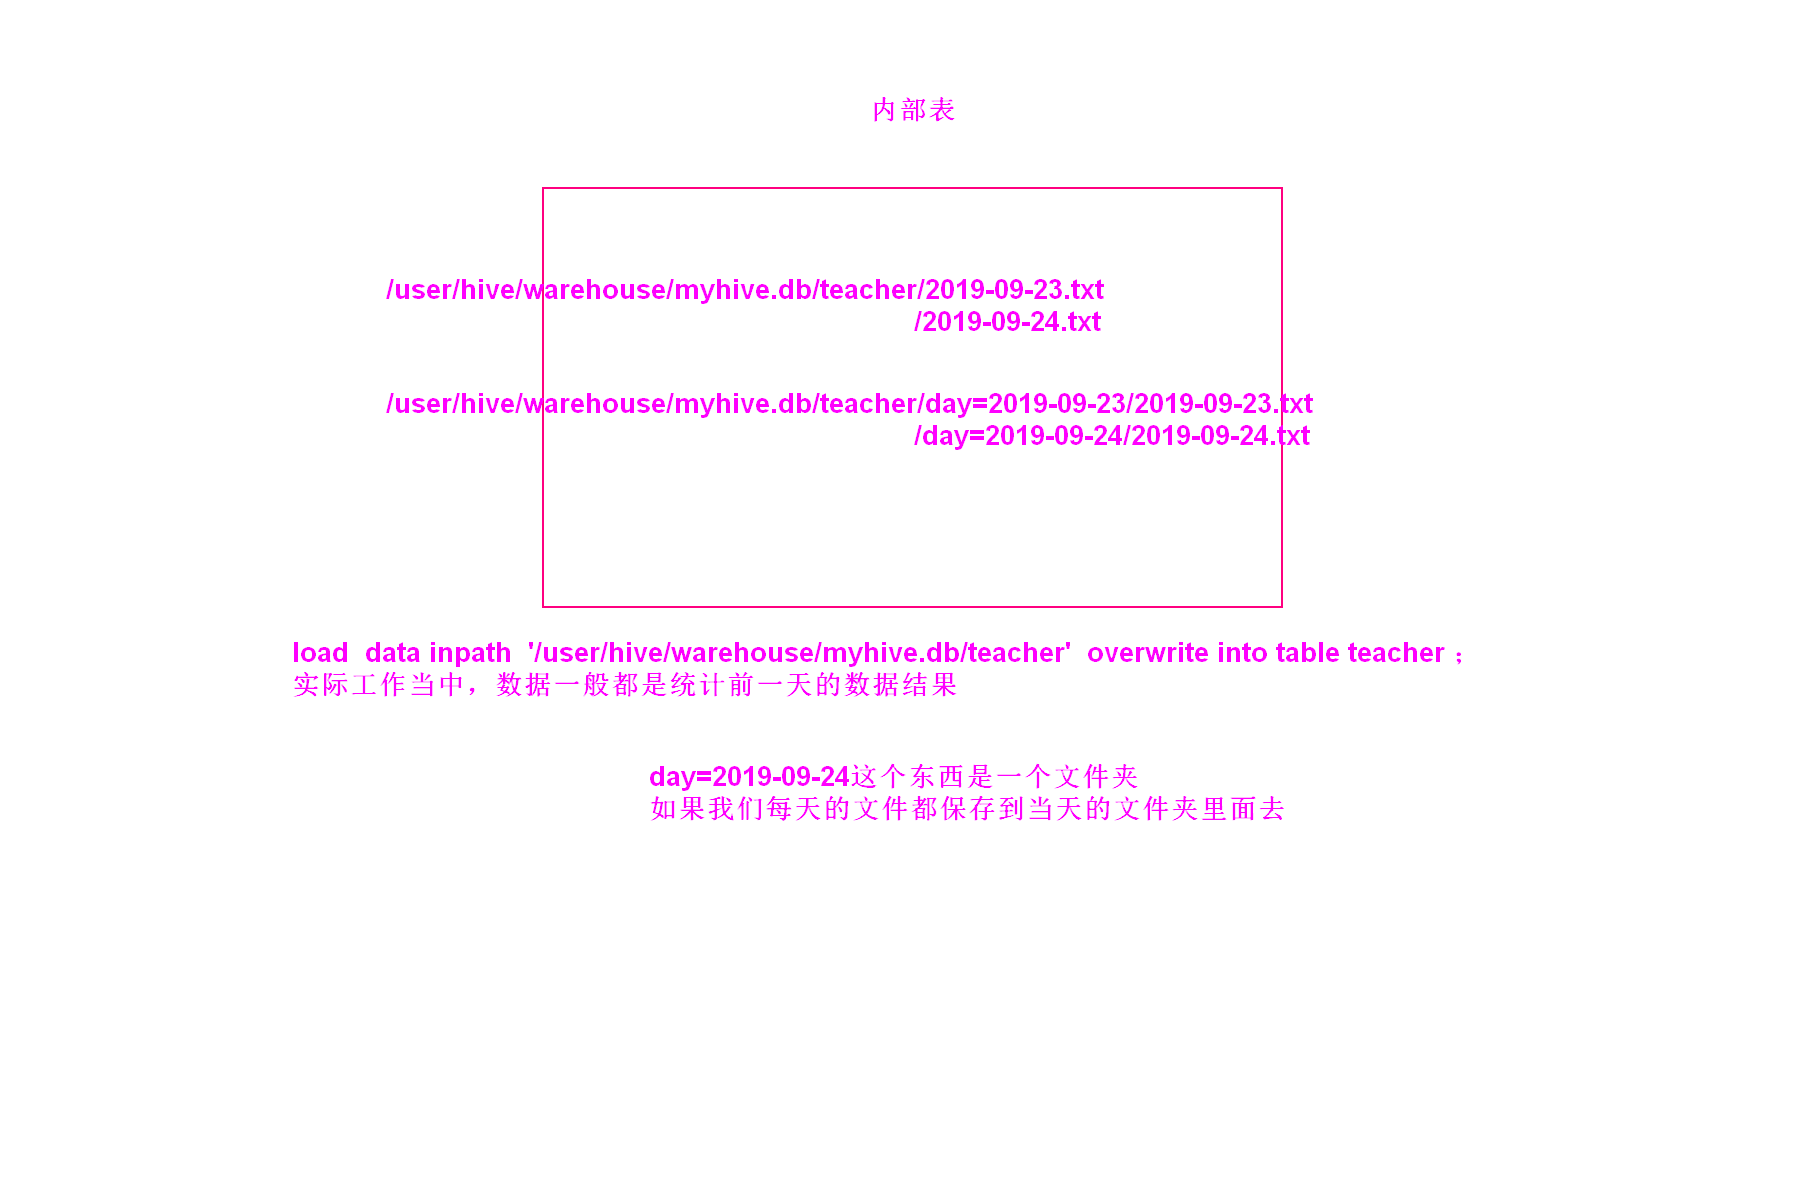 内部表
/user/hive/warehouse/myhive.db/teacher/2019-09-23.txt
/2019-09-24.txt
/user/hive/warehouse/myhive.db/teacher/day=2019-09-23/2019-09-23.txt
/day=2019-09-24/2019-09-24.txt
load  data inpath  '/user/hive/warehouse/myhive.db/teacher'  overwrite into table teacher；
实际工作当中，数据一般都是统计前一天的数据结果
day=2019-09-24这个东西是一个文件夹
如果我们每天的文件都保存到当天的文件夹里面去